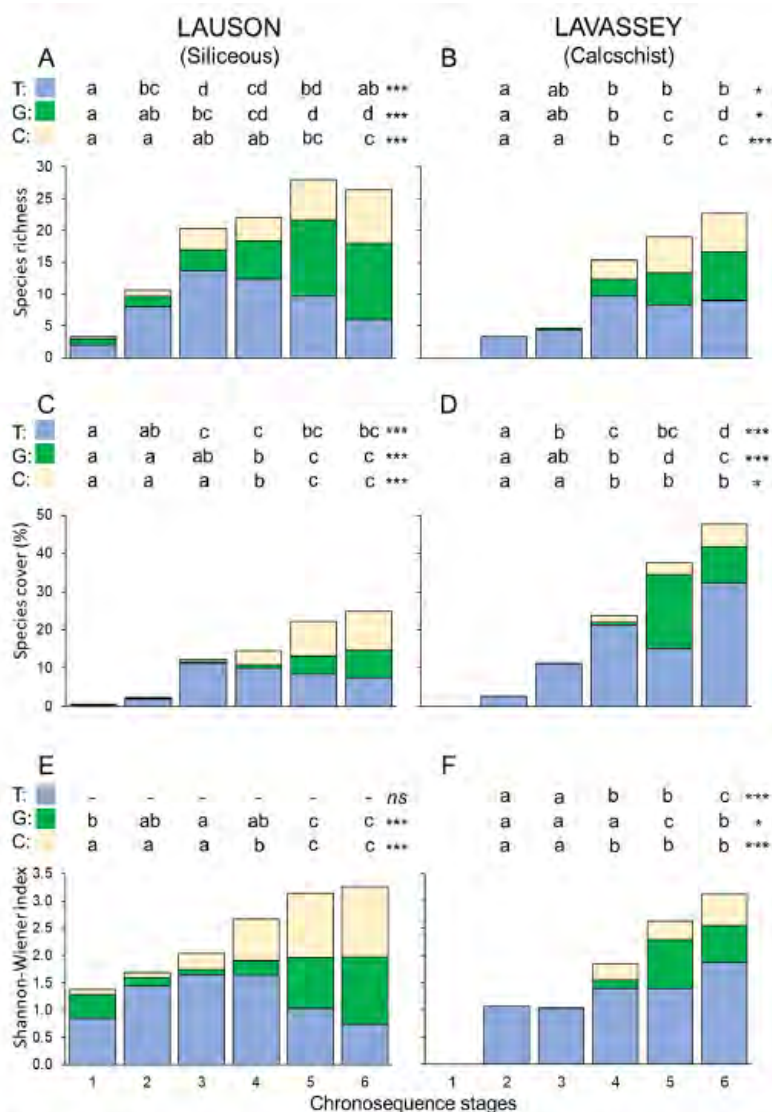 LAUSON LAVASSEY
(Siliceous) (Calcschist)
A B
T: a bc d cd bd ab *** a ab b b b *
G: a ab bc cd d d *** a ab b c d *
C: a a ab ab bc c *** a a b c c ***
30
25
20
15
10
5
0
Species richness
C D
T: a ab c c bc bc *** a b c bc d ***
G: a a ab b c c *** a ab b d c ***
C: a a a b c c *** a a b b b *
50
40
30
20
10
0
Species cover (%)
E F
T: - - - - - - ns a a b b c ***
G: b ab a ab c c *** a a a c b *
C: a a a b c c *** a a b b b ***
3.5
3.0
2.5
2.0
1.5
1.0
0.5
0.0
Shannon-Wiener index
1 2 3 4 5 6 1 2 3 4 5 6
Chronosequence stages